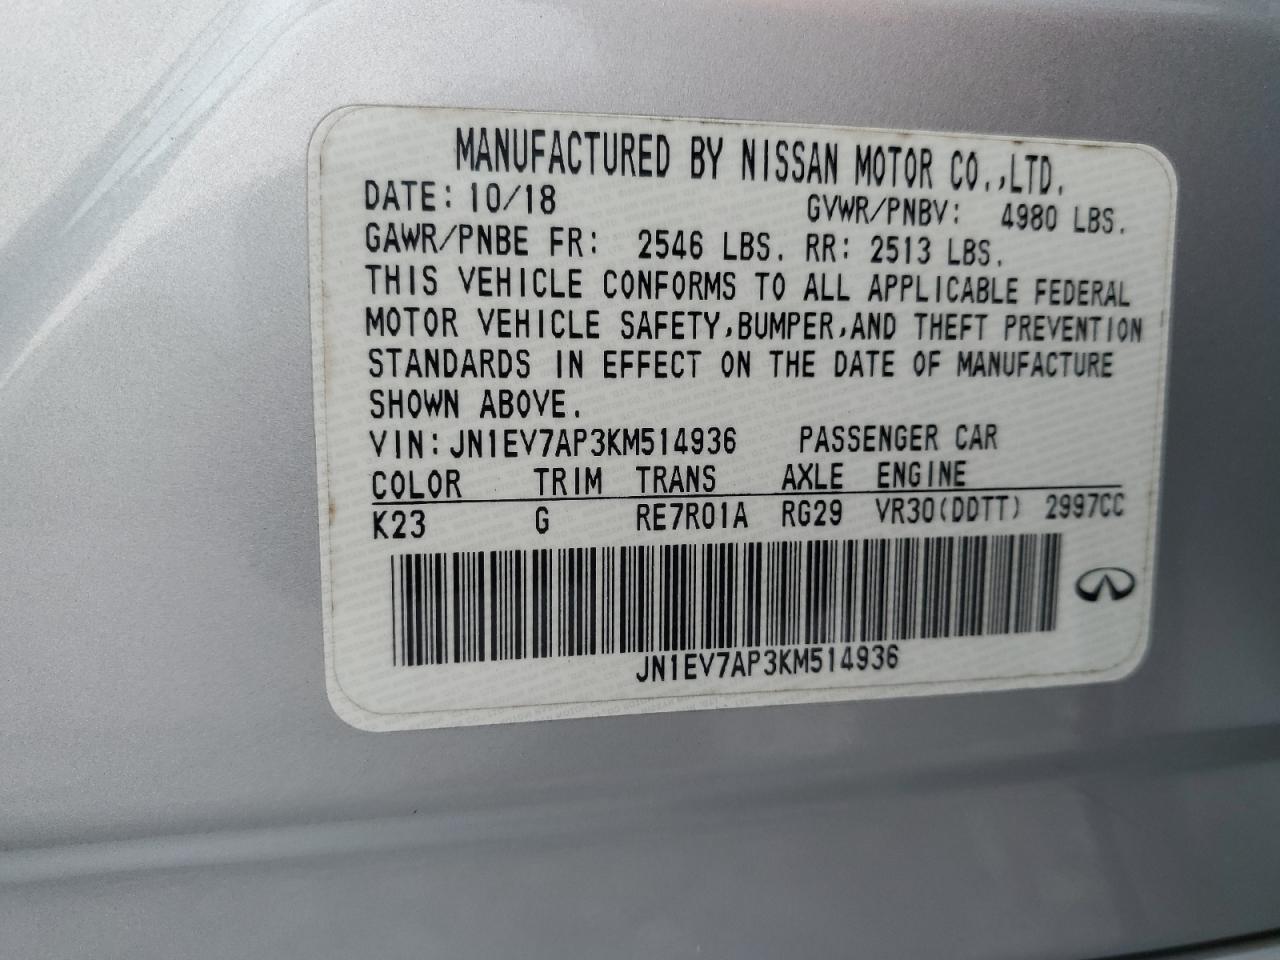 MANUFACTURED BY NISSAN MOTOR CO.,LTD.
DATE: 10/18 GVWR/PNBV: 4980 LBS.
GAWR/PNBE FR: 2546 LBS. RR: 2513 LBS.
THIS VEHICLE CONFORMS TO ALL APPLICABLE FEDERAL
MOTOR VEHICLE SAFETY,BUMPER,AND THEFT PREVENTION
STANDARDS IN EFFECT ON THE DATE OF MANUFACTURE
SHOWN ABOVE.
VIN:JN1EV7AP3KM514936 PASSENGER CAR
COLOR TRIM TRANS AXLE ENGINE
K23 G RE7R01A RG29 VR30(DDTT) 2997CC
JN1EV7AP3KM514936